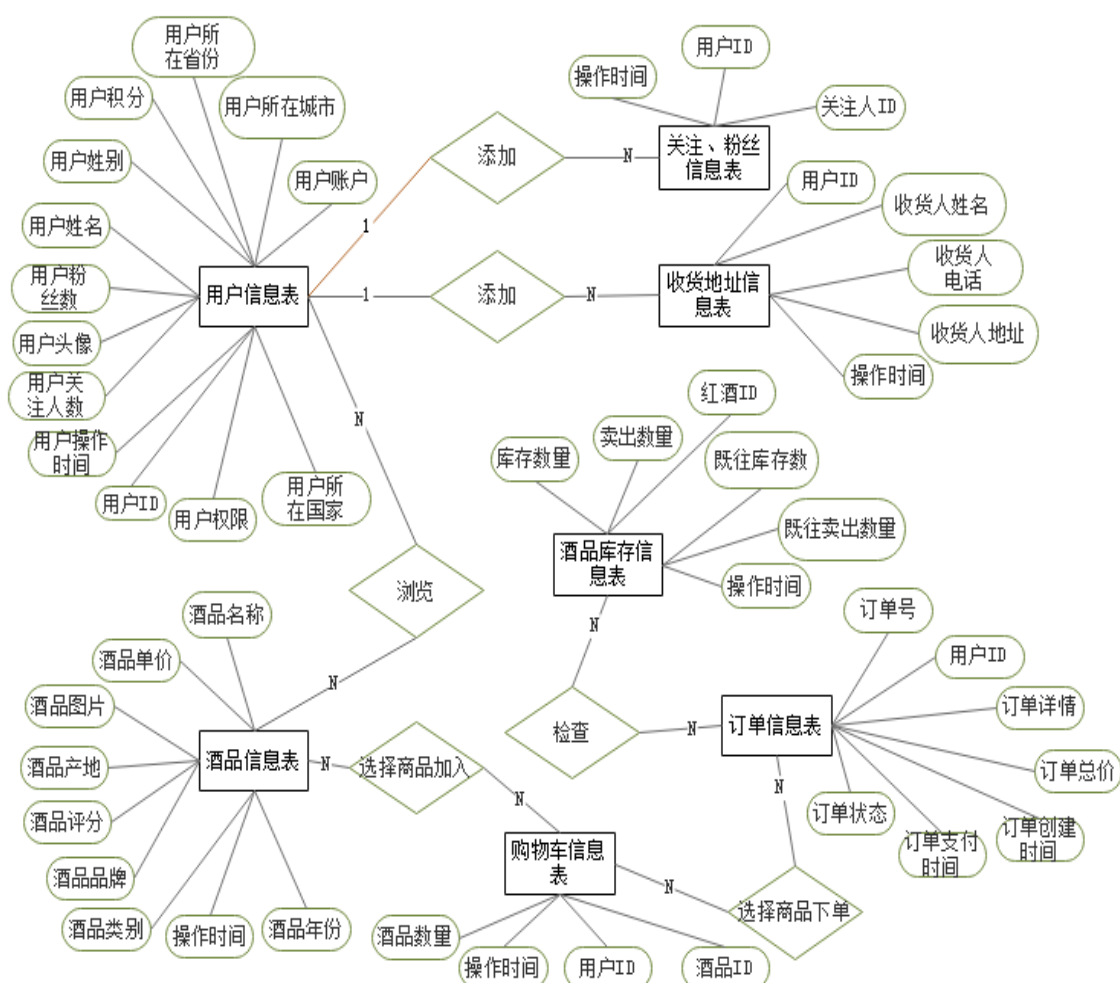 用户所
在省份
用户ID
操作时间
用户积分
用户所在城市
关注人ID
添加
N
关注、粉丝
信息表
用户姓别
用户账户
用户ID
收货人姓名
1
用户姓名
收货人
电话
用户粉
丝数
用户信息表
1
添加
N
收货地址信
息表
用户头像
收货人地址
用户关
注人数
操作时间
红酒ID
N
用户操作
时间
卖出数量
库存数量
既往库存数
用户ID
用户权限
用户所
在国家
既往卖出数量
酒品库存信
息表
操作时间
浏览
酒品名称
订单号
N
酒品单价
用户ID
N
酒品图片
订单详情
酒品信息表
N
选择商品加入
检查
N
订单信息表
酒品产地
订单总价
N
酒品评分
N
订单状态
订单支付
时间
订单创建
时间
购物车信息
表
酒品品牌
N
选择商品下单
酒品类别
操作时间
酒品年份
酒品数量
操作时间
用户ID
酒品ID